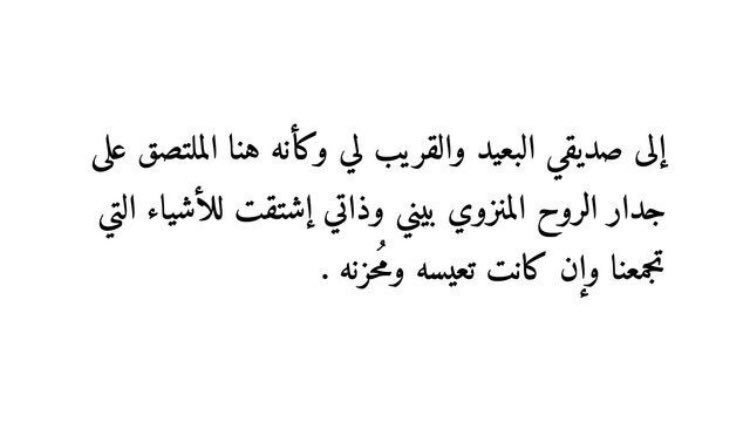 إلى صديقي البعيد والقريب لي وكأنه هنا الملتصق على
جدار الروح المنزوي بيني وذاتي إشتقت للأشياء التي
تجمعنا وإن كانت تعيسه ومُحزنه .